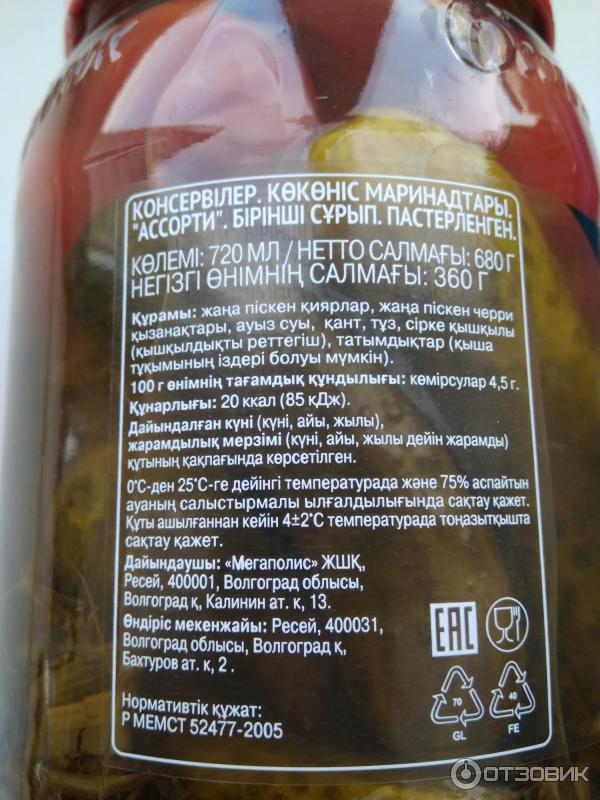 КОНСЕРВІЛЕР. КӨКӨНІС МАРИНАДТАРЫ.
"АССОРТИ". БІРІНШІ СҰРЫП. ПАСТЕРЛЕНГЕН.
КӨЛЕМІ: 720 МЛ / НЕТТО САЛМАҒЫ: 680 Г
НЕГІЗГІ ӨНІМНІҢ САЛМАҒЫ: 360 Г
Құрамы: жаңа піскен қиярлар, жаңа піскен черри
қызанақтары, ауыз суы, қант, тұз, сірке қышқылы
(қышқылдықты реттегіш), татымдықтар (қыша
тұқымының іздері болуы мүмкін).
100 г өнімнің тағамдық құндылығы: көмірсулар 4,5 г.
Құнарлығы: 20 ккал (85 кДж).
Дайындалған күні (күні, айы, жылы),
жарамдылық мерзімі (күні, айы, жылы дейін жарамды)
құтының қақпағында көрсетілген.
0°С-ден 25°С-ге дейінгі температурада және 75% аспайтын
ауаның салыстырмалы ылғалдылығында сақтау қажет.
Құты ашылғаннан кейін 4±2°С температурада тоңазытқышта
сақтау қажет.
Дайындаушы: «Мегаполис» ЖШҚ,
Ресей, 400001, Волгоград облысы,
Волгоград қ, Калинин ат. к, 13.
Өндіріс мекенжайы: Ресей, 400031,
Волгоград облысы, Волгоград қ,
Бахтуров ат. к, 2 .
EAC
70
GL
40
FE
Нормативтік құжат:
Р МЕМСТ 52477-2005
ОТЗОВИК